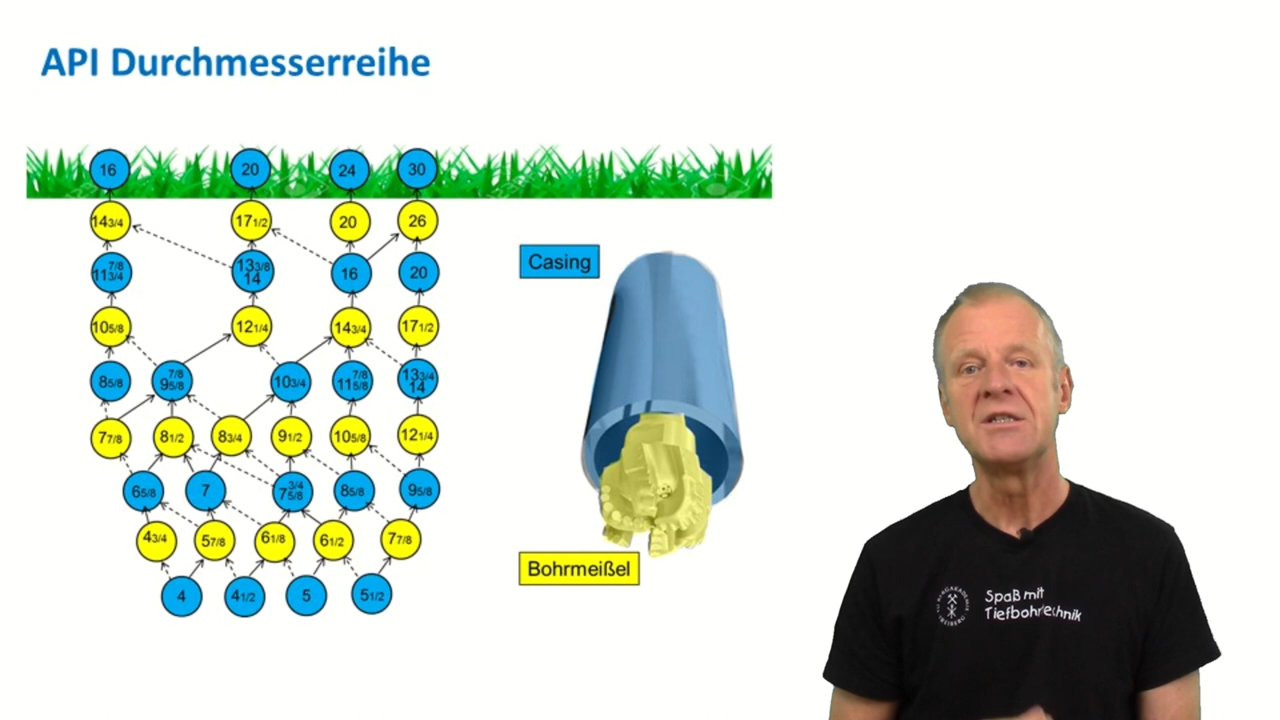 API Durchmesserreihe
16 20 24 30
14 3/4 17 1/2 20 26
11 7/8 3/4 13 3/8 14 16 20
Casing
10 5/8 12 1/4 14 3/4 17 1/2
8 5/8 9 7/8 5/8 10 3/4 11 7/8 5/8 13 3/4 14
7 7/8 8 1/2 8 3/4 9 1/2 10 5/8 12 1/4
6 5/8 7 7 3/4 5/8 8 5/8 9 5/8
4 3/4 5 7/8 6 1/8 6 1/2 7 7/8
Bohrmeißel
4 4 1/2 5 5 1/2
Spaß mit
Tiefbohrtechnik